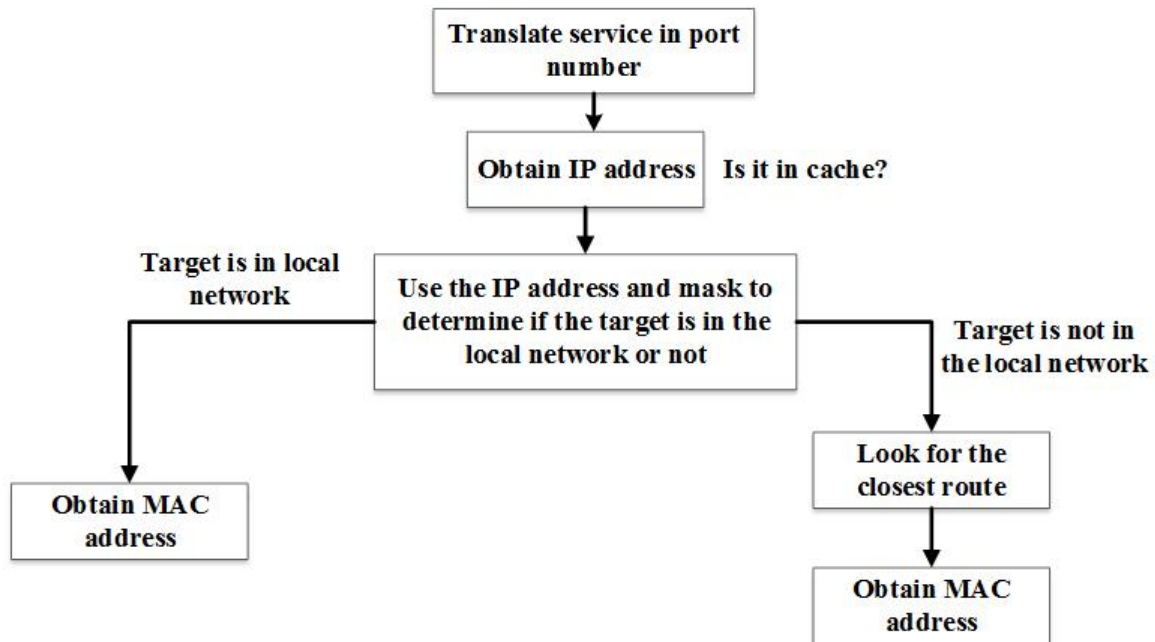 Translate service in port
number
Obtain IP address
Is it in cache?
Target is in local
network
Use the IP address and mask to
determine if the target is in the
local network or not
Target is not in
the local network
Look for the
closest route
Obtain MAC
address
Obtain MAC
address